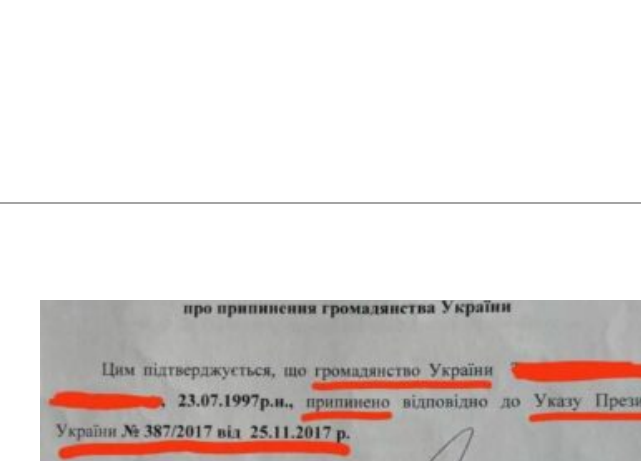 про припинення громадянства України
Цим підтверджується, що громадянство України
23.07.1997р.н., припинено відповідно до Указу
України № 387/2017 від 25.11.2017 р.